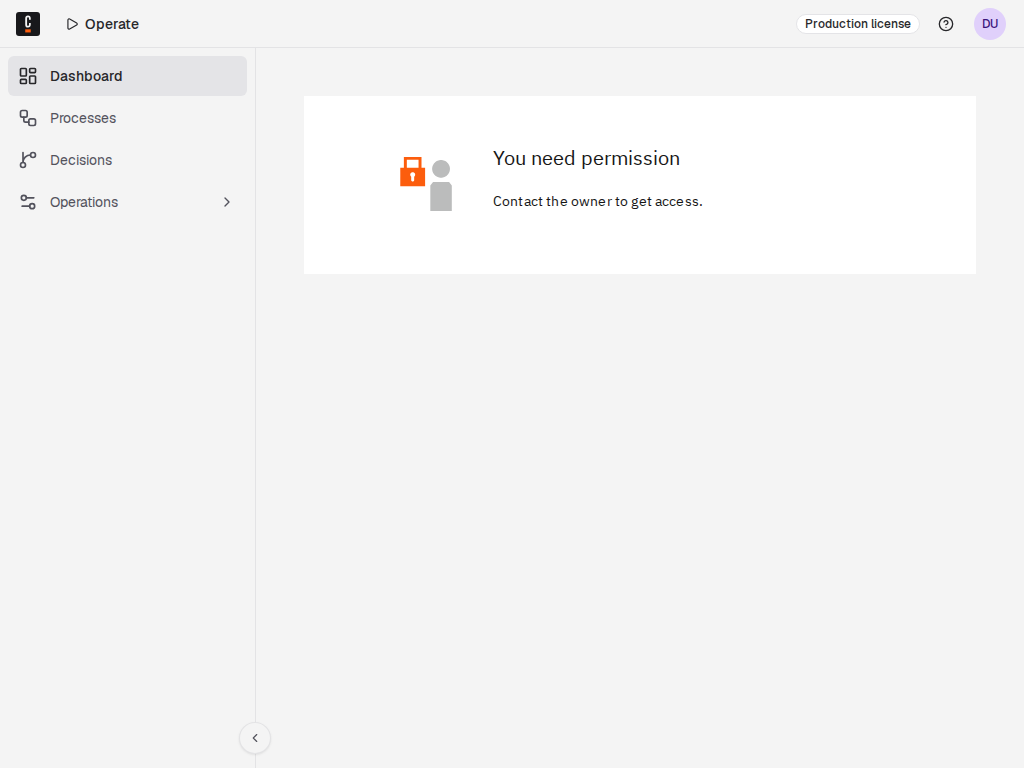 C
Operate
Production license
DU
Dashboard
Processes
Decisions
Operations
You need permission
Contact the owner to get access.